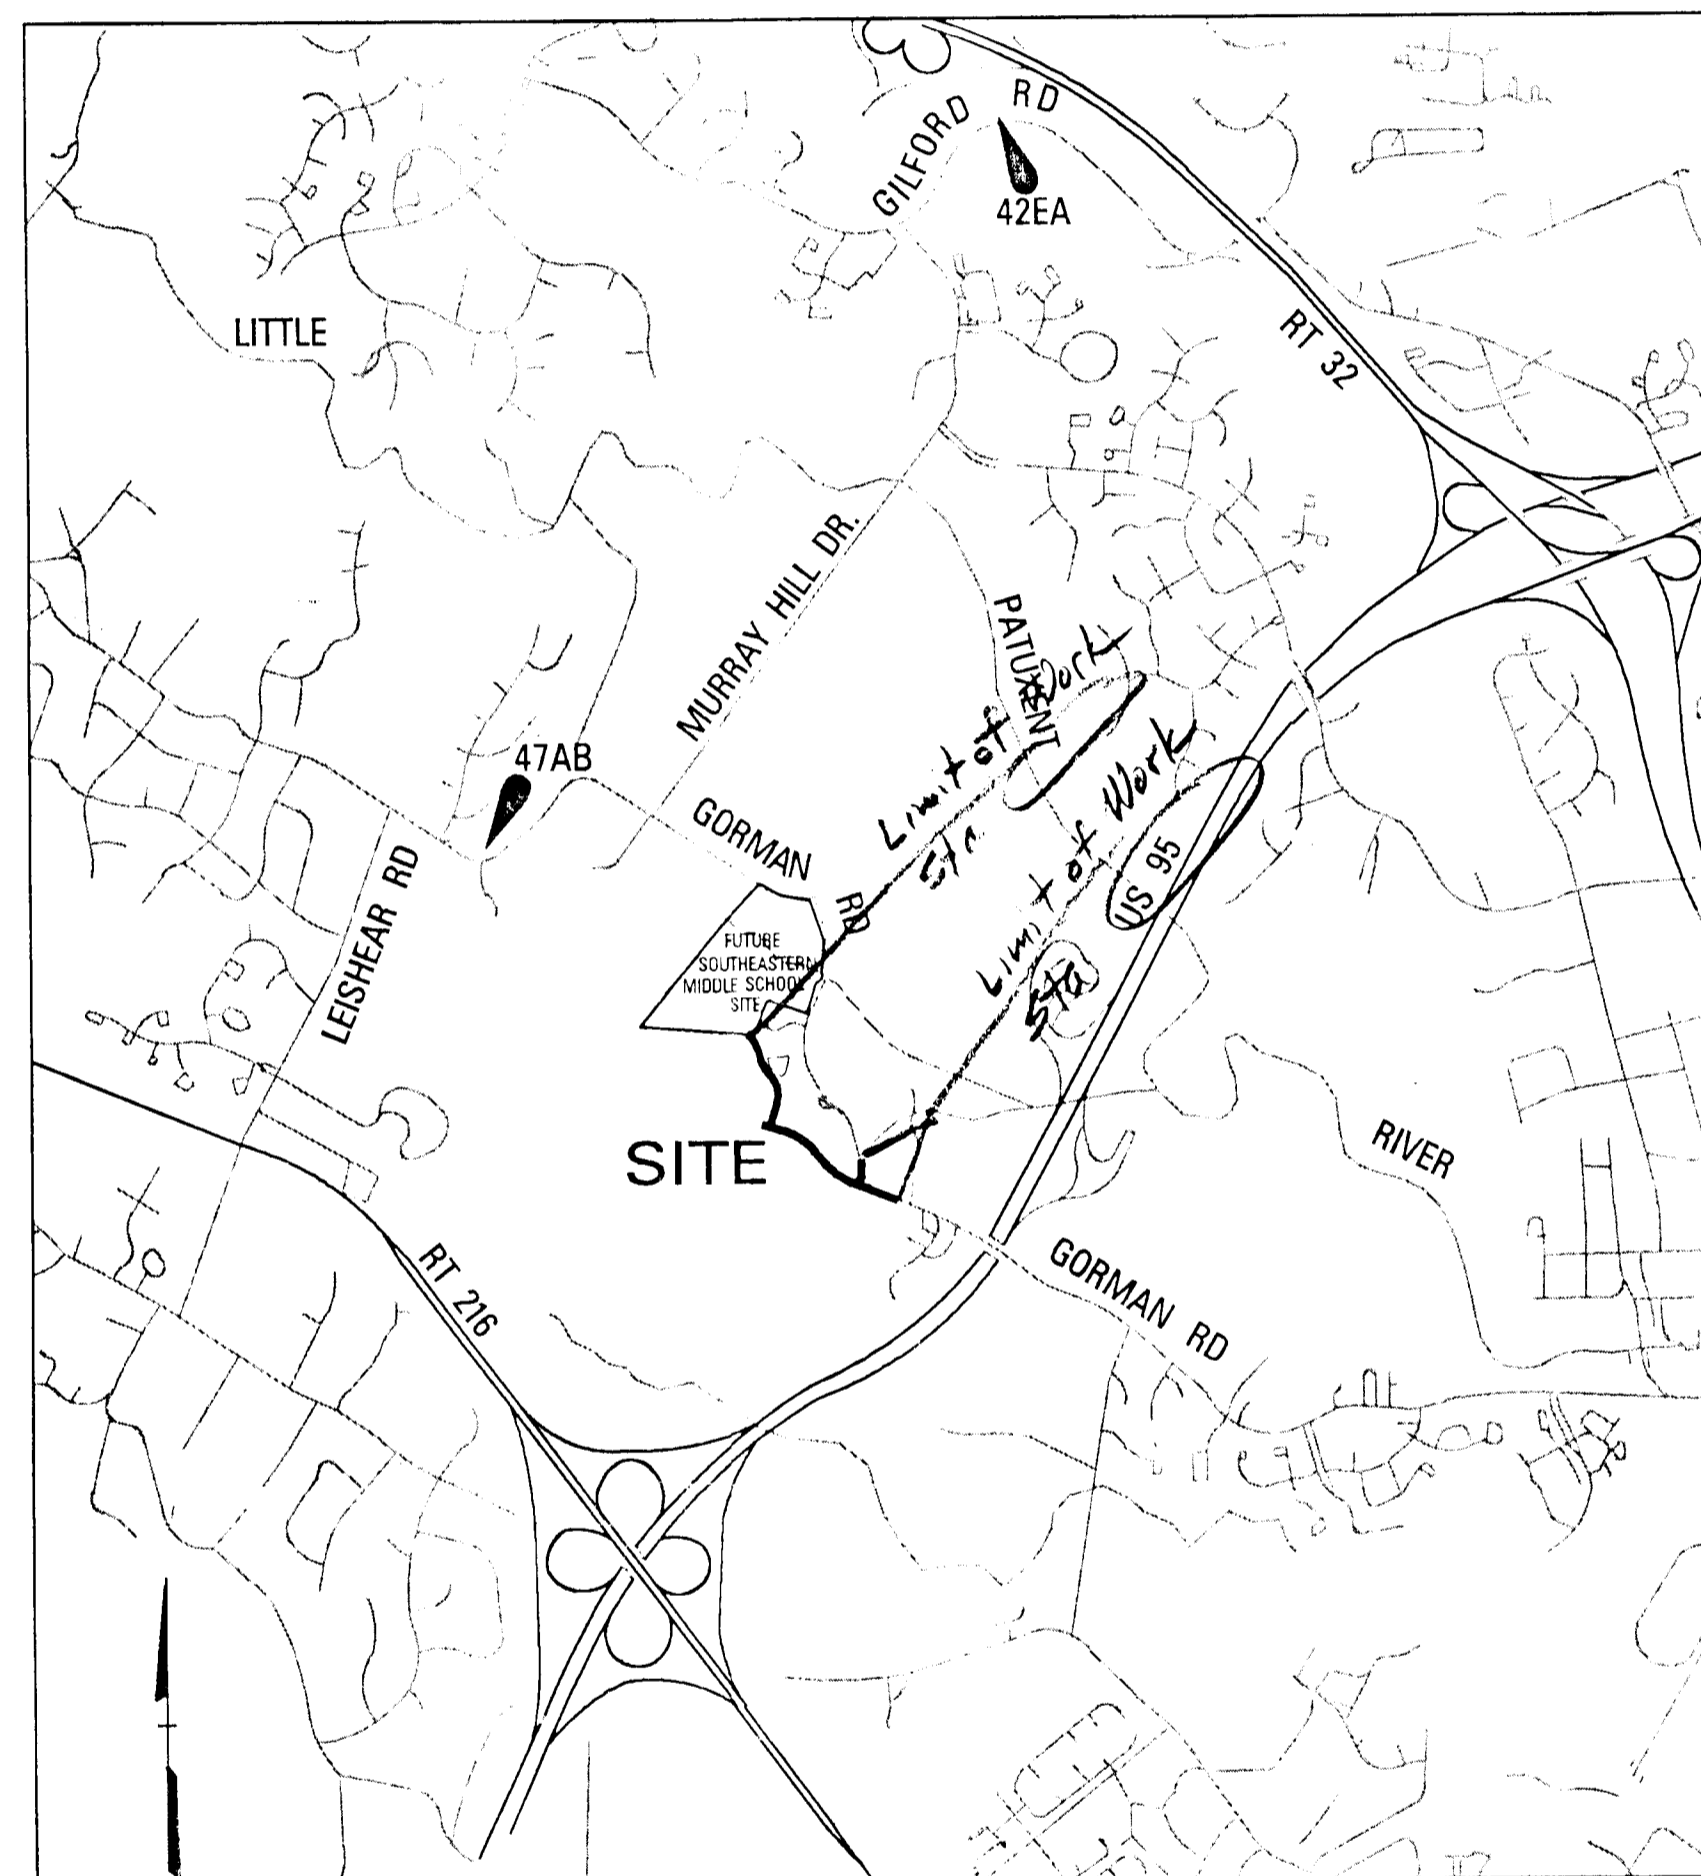 GILFORD RD
42EA
LITTLE
RT 32
MURRAY HILL DR.
PATUXENT
47AB
Limit of Work
Sta
GORMAN RD
Limit of Work
Sta
US 95
LEISHEAR RD
FUTURE
SOUTHEASTERN
MIDDLE SCHOOL
SITE
SITE
RIVER
RT 216
GORMAN RD